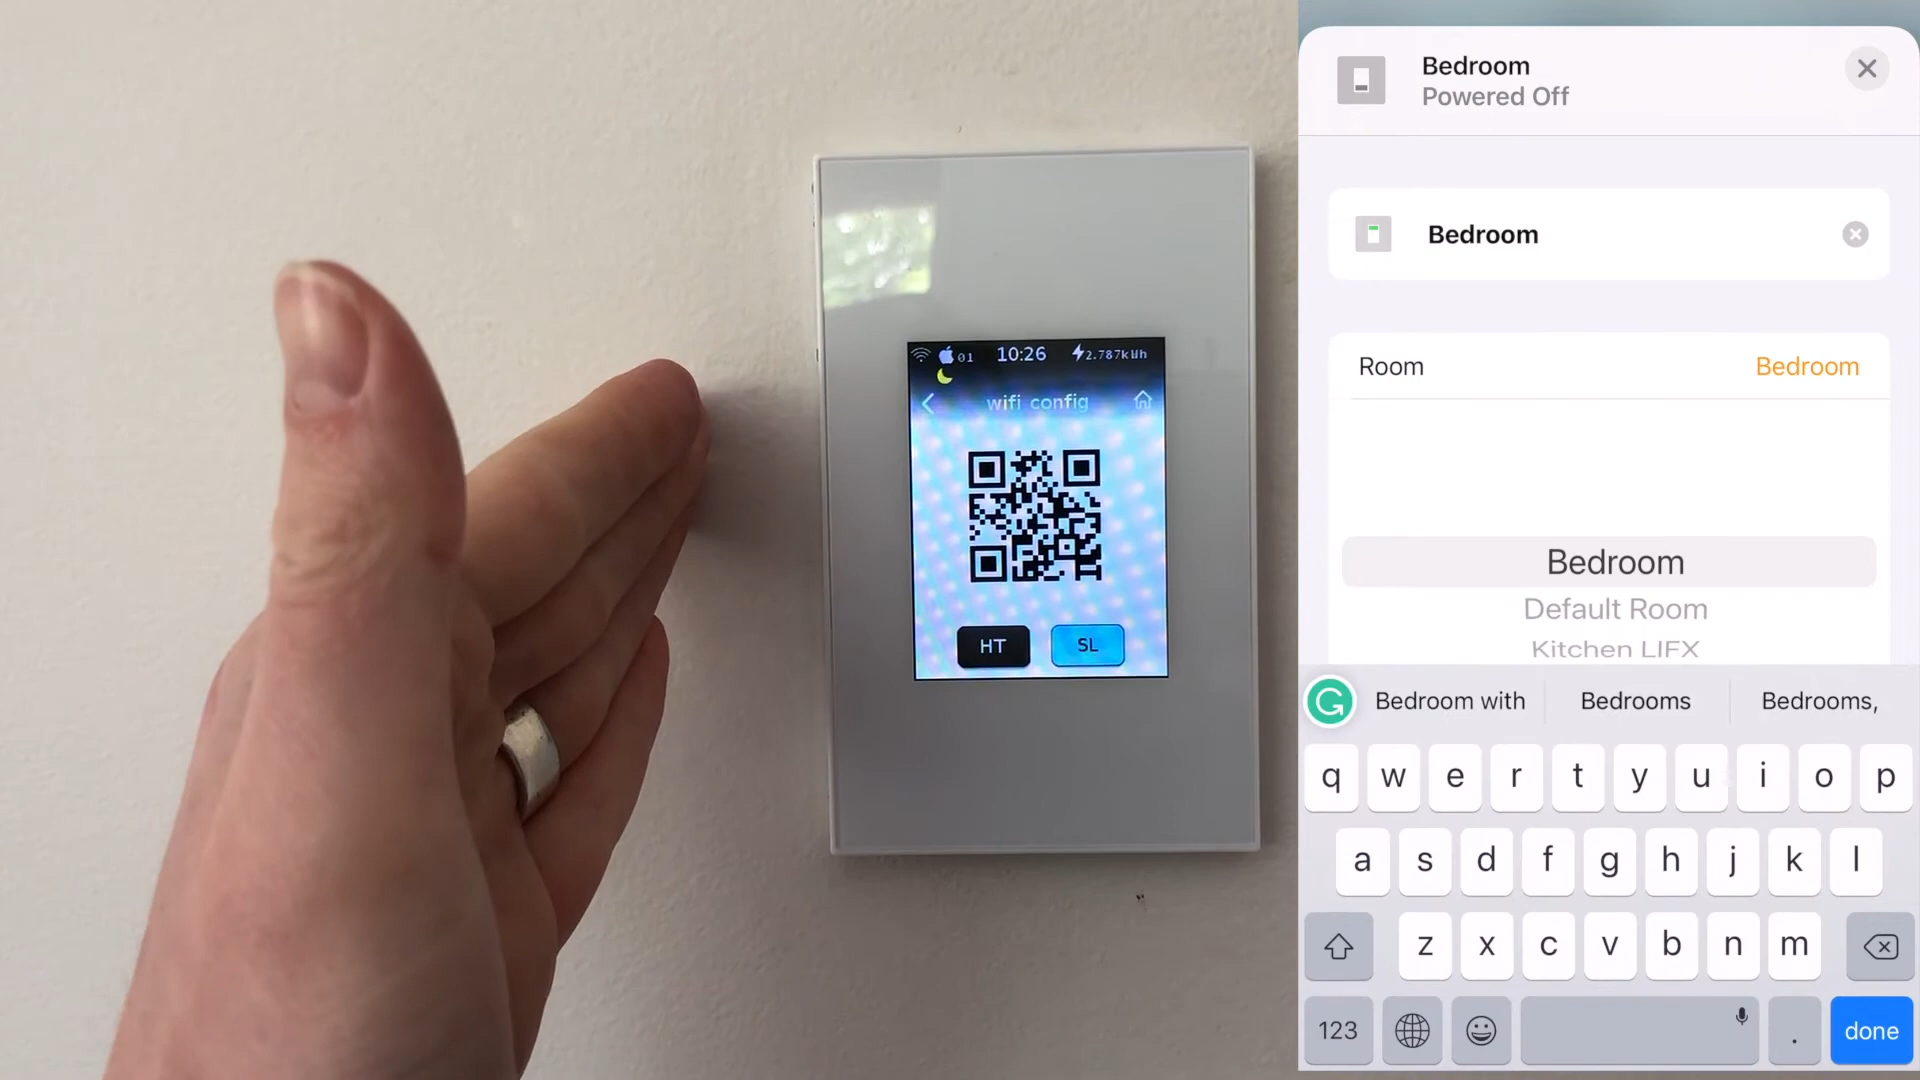 01 10:26 2.787kWh
wifi config
HT SL
Bedroom
Powered Off
Bedroom
Room Bedroom
Bedroom
Default Room
Kitchen LIFX
Bedroom with Bedrooms Bedrooms,
q w e r t y u i o p
a s d f g h j k l
z x c v b n m
123 . done